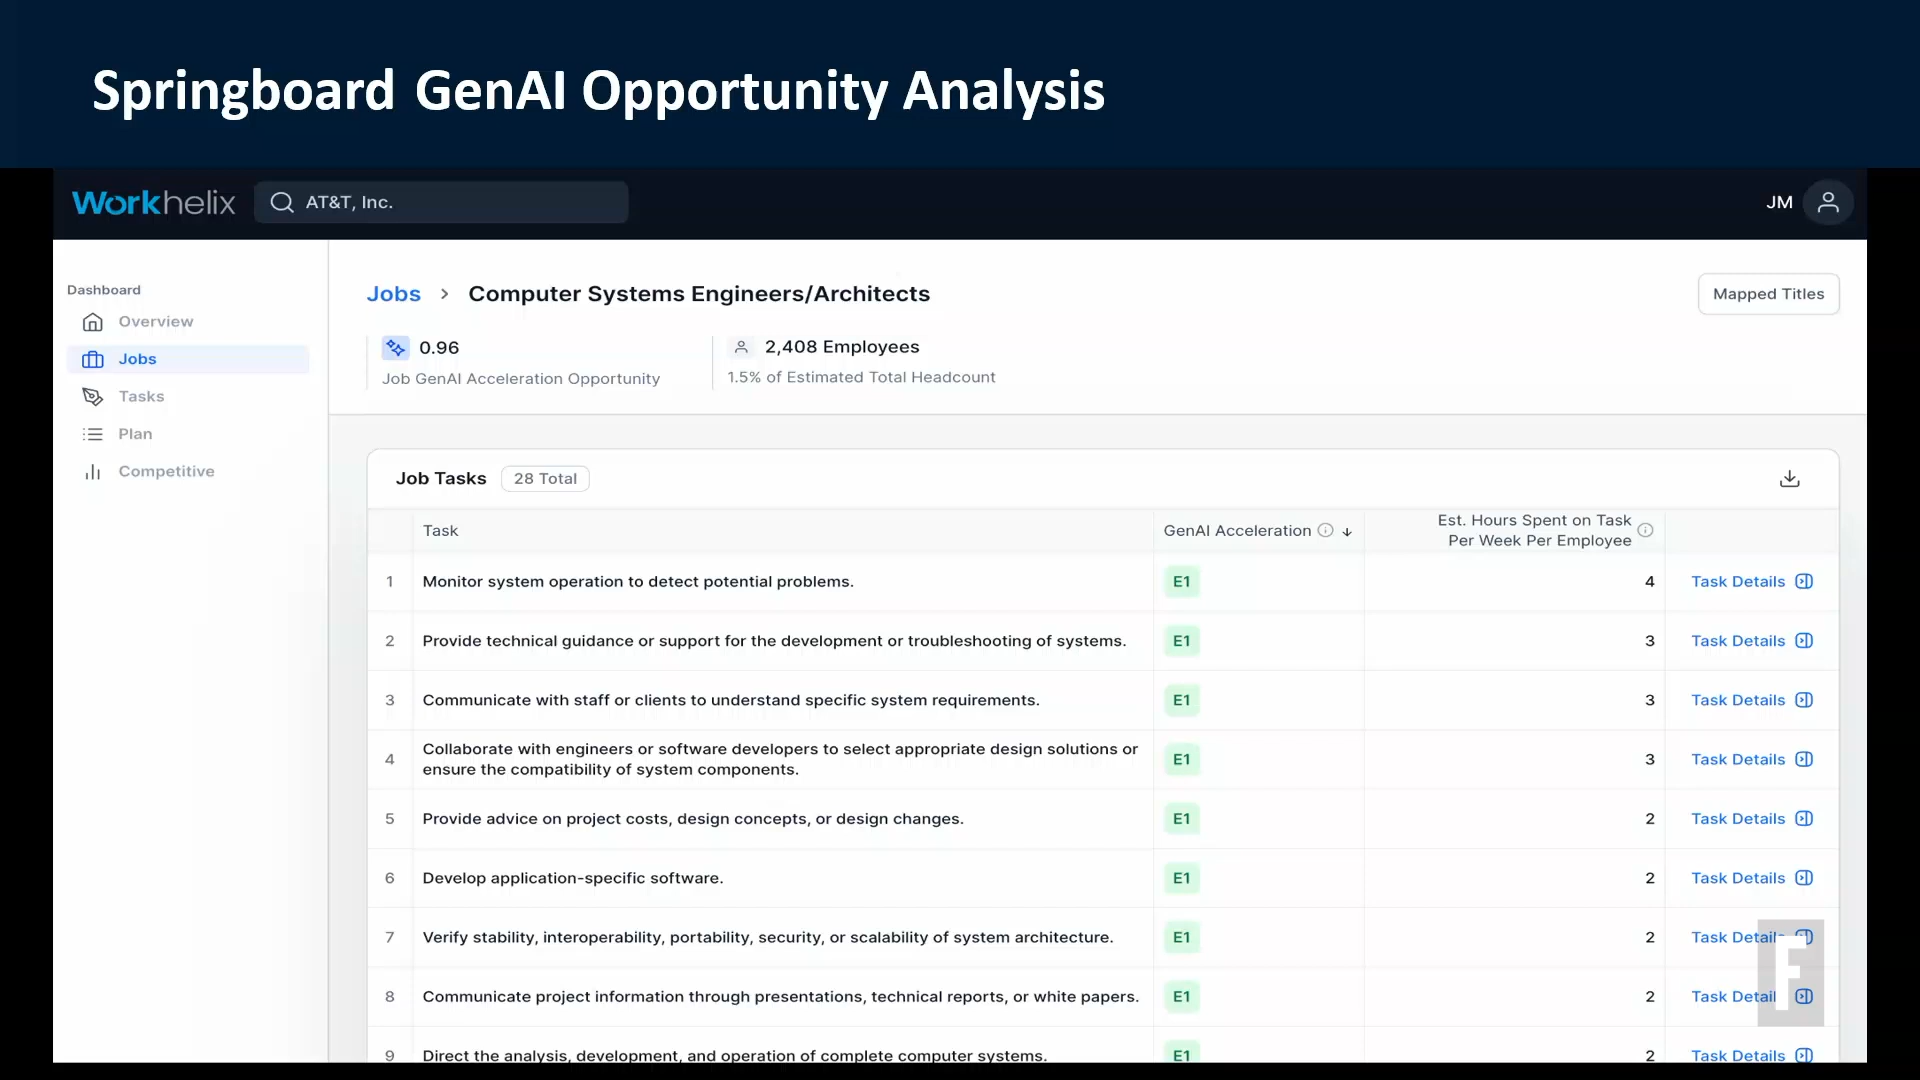 Springboard GenAI Opportunity Analysis
Workhelix
AT&T, Inc.
JM
Dashboard
Overview
Jobs
Tasks
Plan
Competitive
Jobs > Computer Systems Engineers/Architects
Mapped Titles
0.96
Job GenAI Acceleration Opportunity
2,408 Employees
1.5% of Estimated Total Headcount
Job Tasks 28 Total
Task
GenAI Acceleration
Est. Hours Spent on Task
Per Week Per Employee
1 Monitor system operation to detect potential problems. E1 4 Task Details
2 Provide technical guidance or support for the development or troubleshooting of systems. E1 3 Task Details
3 Communicate with staff or clients to understand specific system requirements. E1 3 Task Details
4 Collaborate with engineers or software developers to select appropriate design solutions or
ensure the compatibility of system components. E1 3 Task Details
5 Provide advice on project costs, design concepts, or design changes. E1 2 Task Details
6 Develop application-specific software. E1 2 Task Details
7 Verify stability, interoperability, portability, security, or scalability of system architecture. E1 2 Task Details
8 Communicate project information through presentations, technical reports, or white papers. E1 2 Task Detail
9 Direct the analysis, development, and operation of complete computer systems. E1 2 Task Details
F